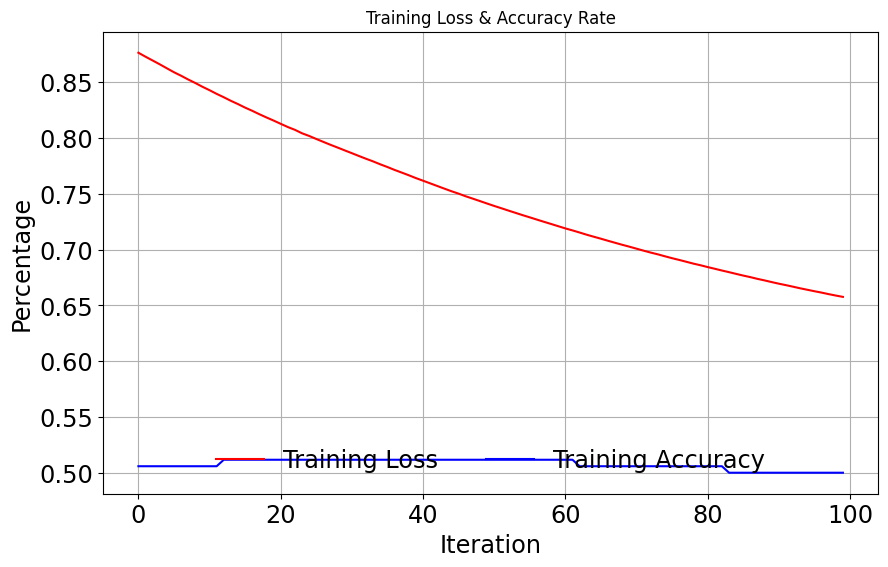 Training Loss & Accuracy Rate
Percentage
0.85
0.80
0.75
0.70
0.65
0.60
0.55
0.50
Training Loss Training Accuracy
0 20 40 60 80 100
Iteration